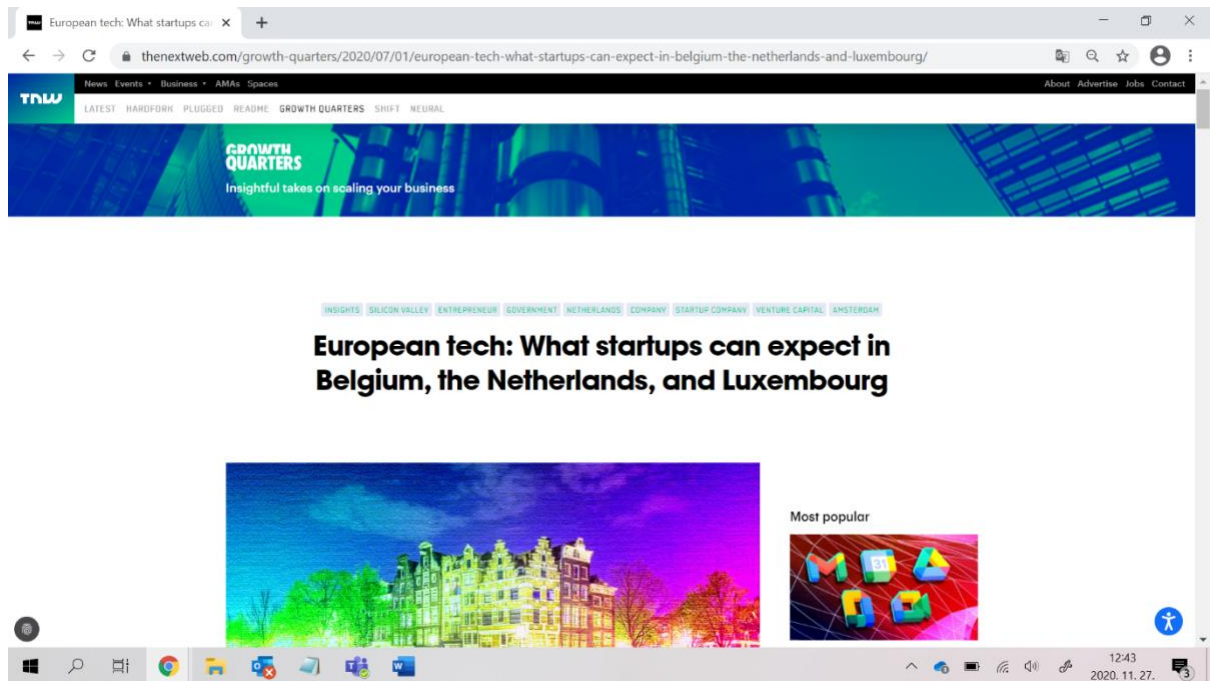 European tech: What startups can
thenextweb.com/growth-quarters/2020/07/01/european-tech-what-startups-can-expect-in-belgium-the-netherlands-and-luxembourg/
TNW
News Events Business AMAs Spaces
About Advertise Jobs Contact
LATEST HARDFORK PLUGGED README GROWTH QUARTERS SHIFT NEURAL
GROWTH
QUARTERS
Insightful takes on scaling your business
INSIGHTS SILICON VALLEY ENTREPRENEUR GOVERNMENT NETHERLANDS COMPANY STARTUP COMPANY VENTURE CAPITAL AMSTERDAM
European tech: What startups can expect in
Belgium, the Netherlands, and Luxembourg
Most popular
31
12:43
2020. 11. 27.
3